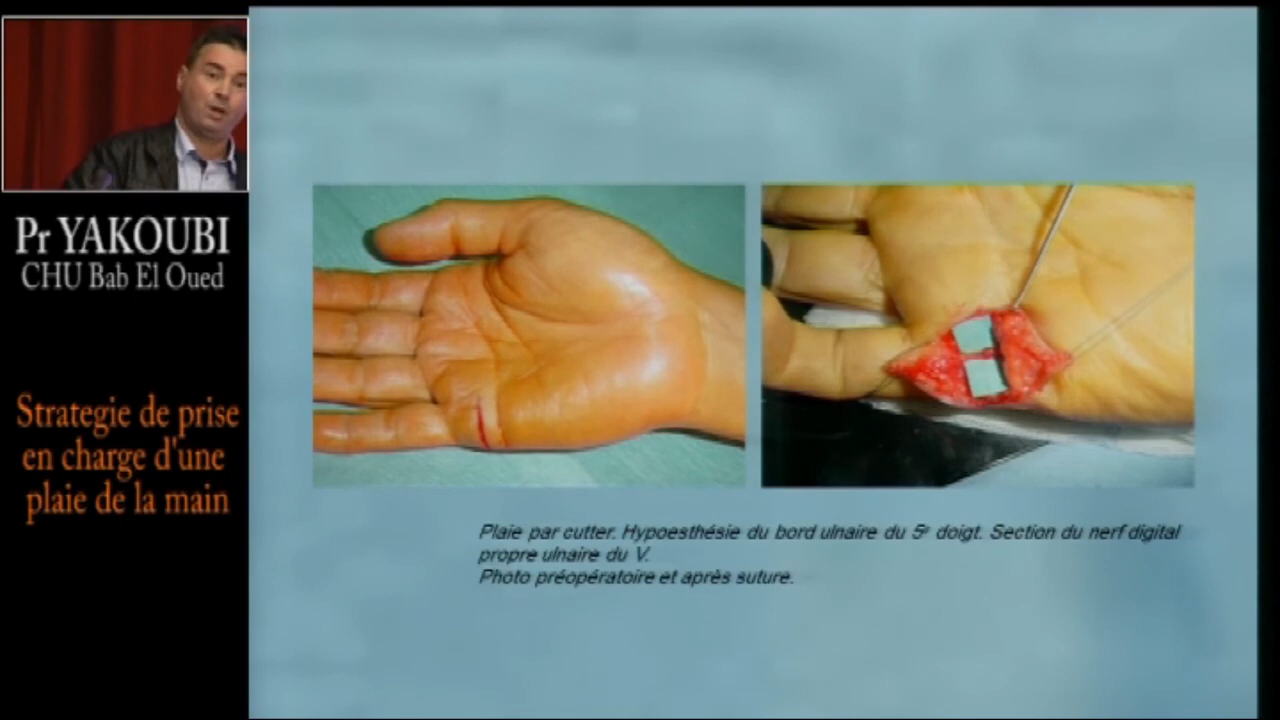 Pr YAKOUBI
CHU Bab El Oued
Strategie de prise
en charge d'une
plaie de la main
Plaie par cutter. Hypoesthésie du bord ulnaire du 5ᵉ doigt. Section du nerf digital
propre ulnaire du V.
Photo préopératoire et après suture.